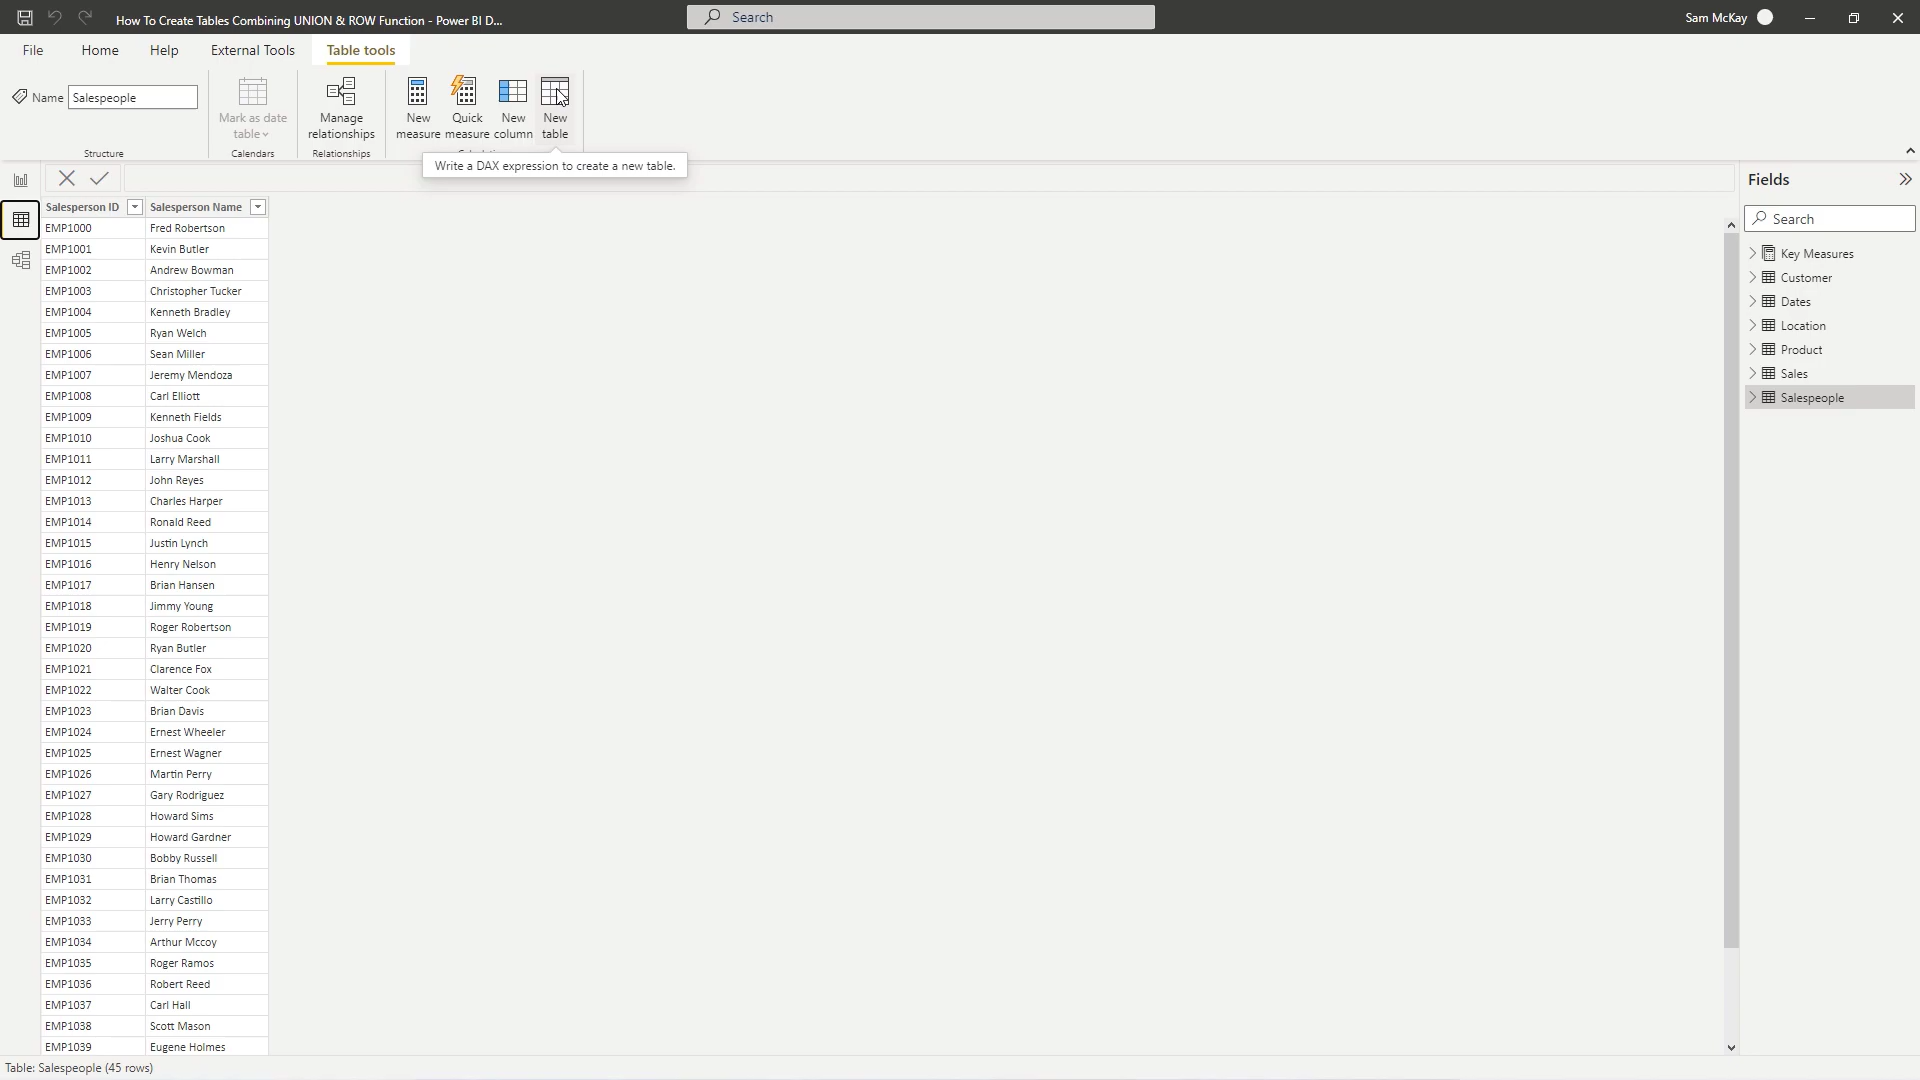 How To Create Tables Combining UNION & ROW Function - Power BI D...
Search
Sam McKay
File
Home
Help
External Tools
Table tools
Name
Salespeople
Mark as date
table
Manage
relationships
New
measure
Quick
measure
New
column
New
table
Structure
Calendars
Relationships
Write a DAX expression to create a new table.
Salesperson ID Salesperson Name
EMP1000 Fred Robertson
EMP1001 Kevin Butler
EMP1002 Andrew Bowman
EMP1003 Christopher Tucker
EMP1004 Kenneth Bradley
EMP1005 Ryan Welch
EMP1006 Sean Miller
EMP1007 Jeremy Mendoza
EMP1008 Carl Elliott
EMP1009 Kenneth Fields
EMP1010 Joshua Cook
EMP1011 Larry Marshall
EMP1012 John Reyes
EMP1013 Charles Harper
EMP1014 Ronald Reed
EMP1015 Justin Lynch
EMP1016 Henry Nelson
EMP1017 Brian Hansen
EMP1018 Jimmy Young
EMP1019 Roger Robertson
EMP1020 Ryan Butler
EMP1021 Clarence Fox
EMP1022 Walter Cook
EMP1023 Brian Davis
EMP1024 Ernest Wheeler
EMP1025 Ernest Wagner
EMP1026 Martin Perry
EMP1027 Gary Rodriguez
EMP1028 Howard Sims
EMP1029 Howard Gardner
EMP1030 Bobby Russell
EMP1031 Brian Thomas
EMP1032 Larry Castillo
EMP1033 Jerry Perry
EMP1034 Arthur Mccoy
EMP1035 Roger Ramos
EMP1036 Robert Reed
EMP1037 Carl Hall
EMP1038 Scott Mason
EMP1039 Eugene Holmes
Fields
Search
Key Measures
Customer
Dates
Location
Product
Sales
Salespeople
Table: Salespeople (45 rows)